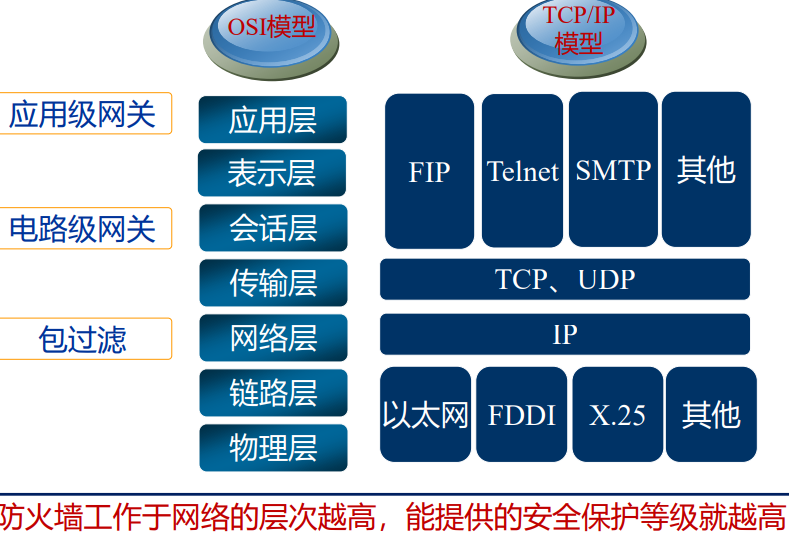 OSI模型
TCP/IP
模型
应用级网关
应用层
表示层
FIP
Telnet
SMTP
其他
电路级网关
会话层
传输层
TCP、UDP
包过滤
网络层
IP
链路层
以太网
FDDI
X.25
其他
物理层
防火墙工作于网络的层次越高，能提供的安全保护等级就越高